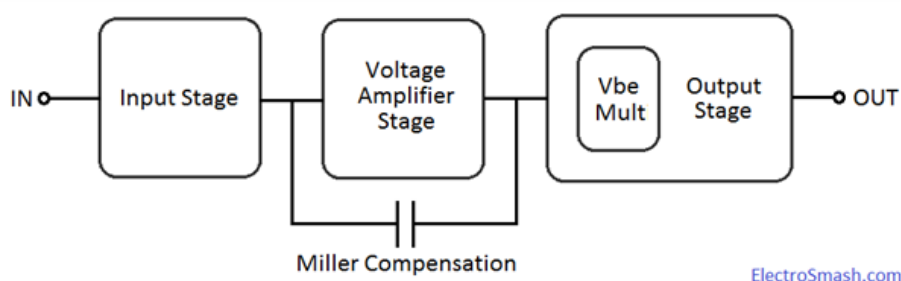 IN
Input Stage
Voltage
Amplifier
Stage
Vbe
Mult
Output
Stage
OUT
Miller Compensation
ElectroSmash.com